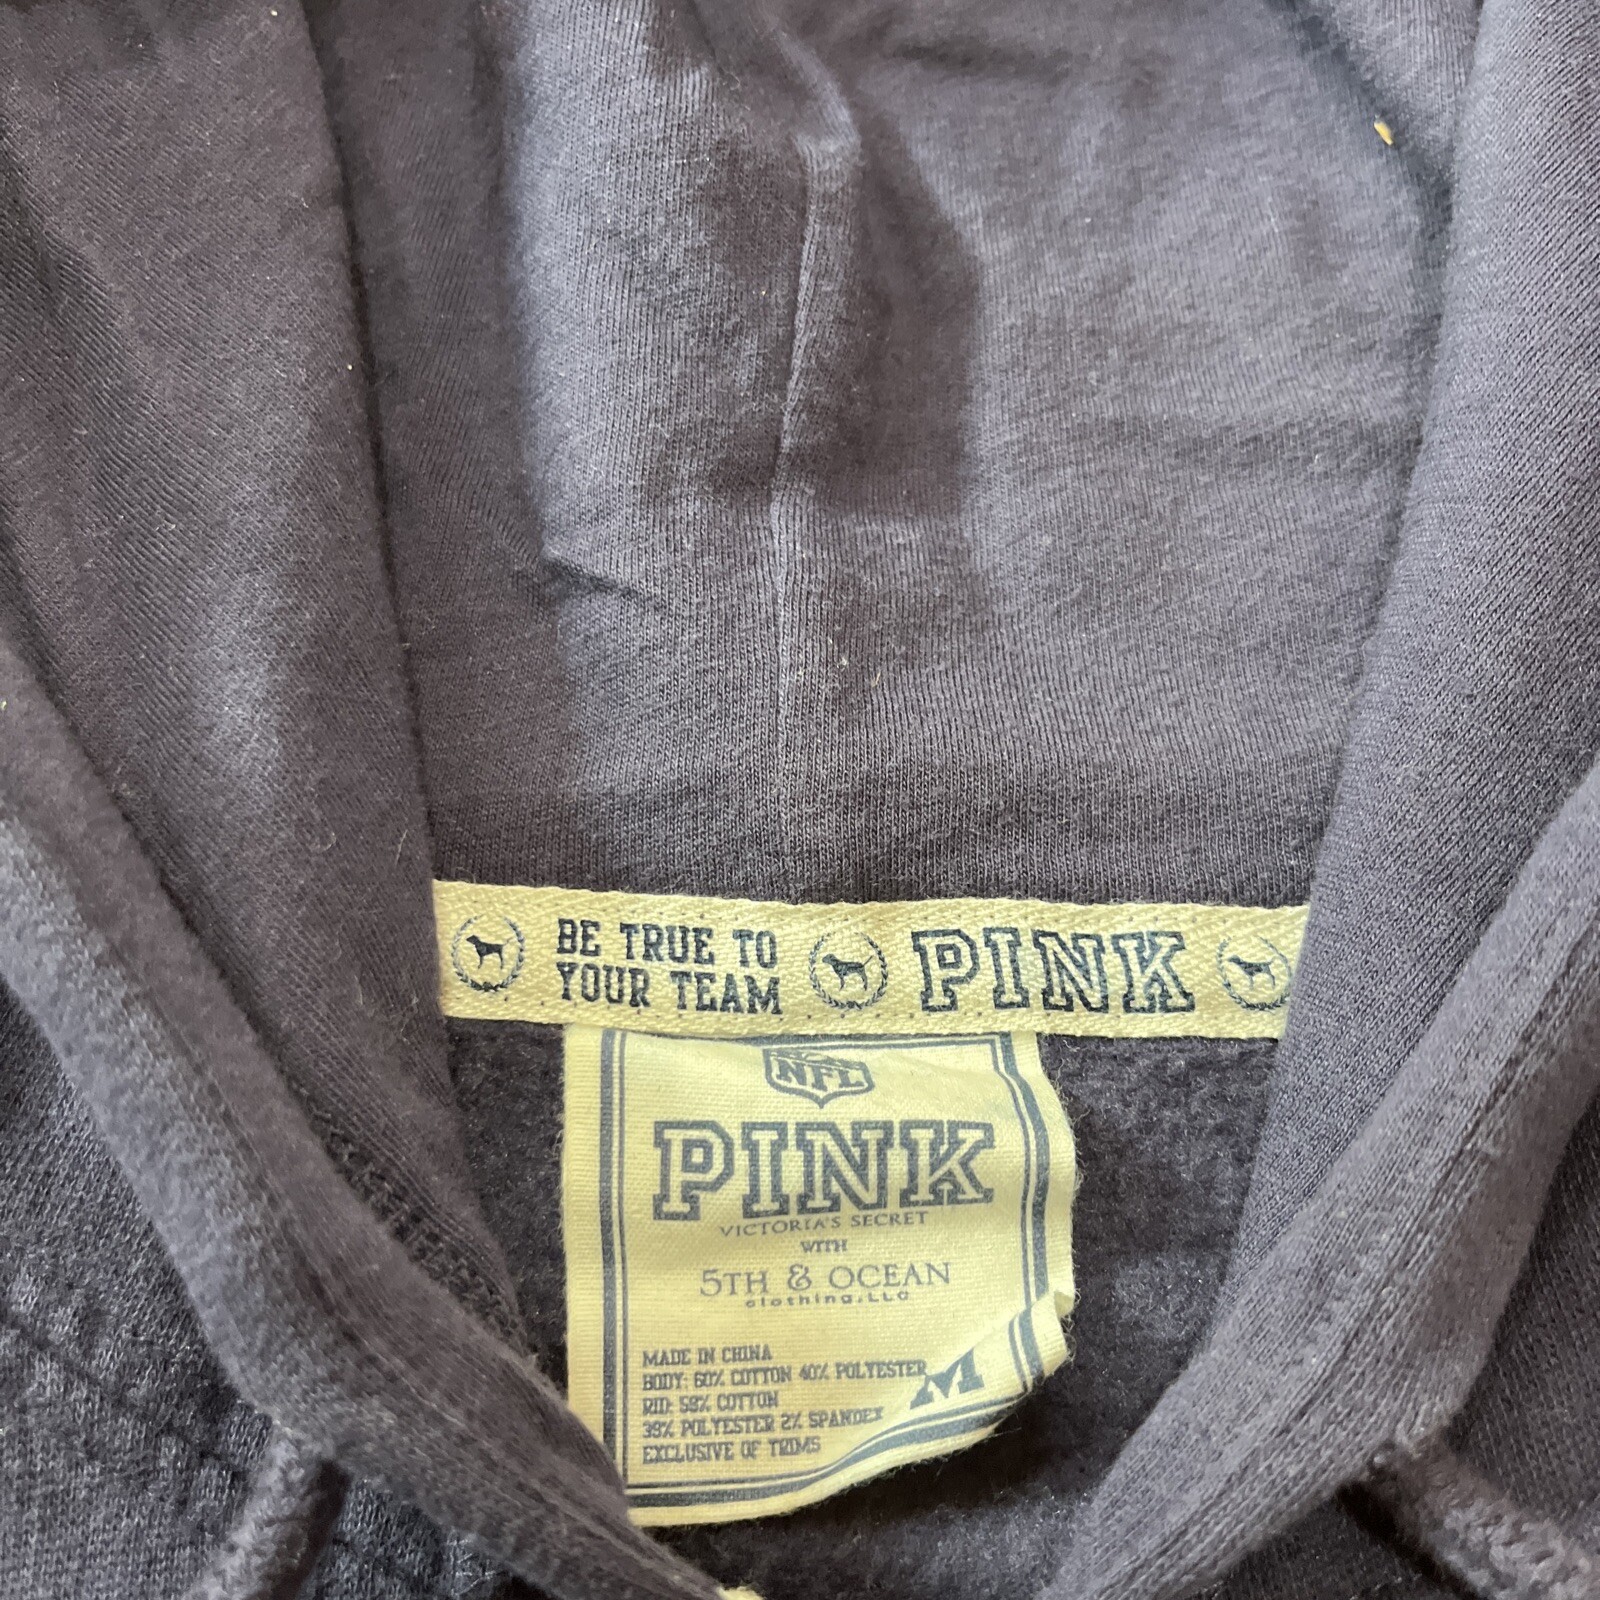 BE TRUE TO
YOUR TEAM
PINK
NFL
PINK
VICTORIA'S SECRET
WITH
5TH & OCEAN
clothing, LLC
MADE IN CHINA
BODY: 60% COTTON 40% POLYESTER
RIB: 59% COTTON
39% POLYESTER 2% SPANDEX
EXCLUSIVE OF TRIMS
M